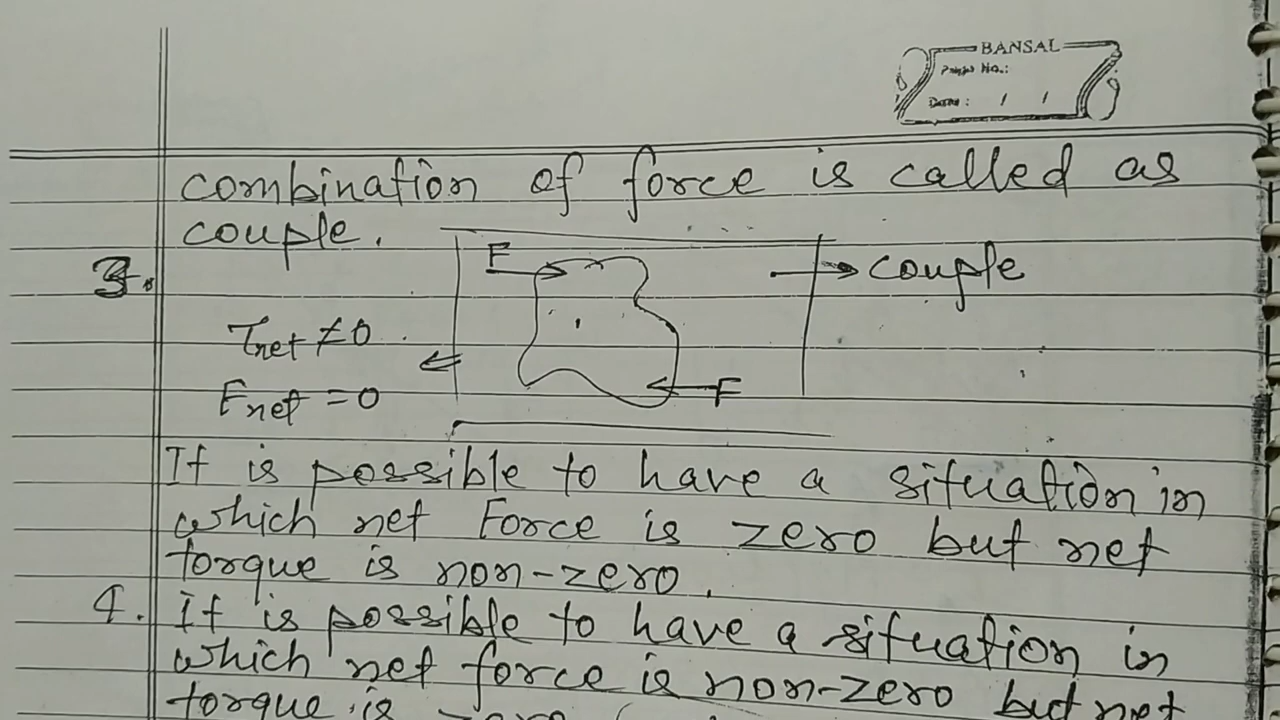 BANSAL
Page No.:
Date: / /
combination of force is called as
couple.
3.
F
→ couple
τnet ≠ 0
Fnet = 0
F
It is possible to have a situation in
which net Force is zero but net
torque is non-zero.
4. It is possible to have a situation in
which net force is non-zero but net
torque is zero